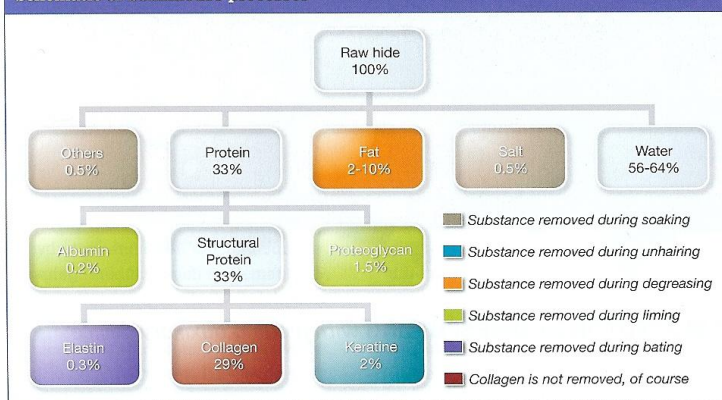 Raw hide
100%
Others
0.5%
Protein
33%
Fat
2-10%
Salt
0.5%
Water
56-64%
Albumin
0.2%
Structural
Protein
33%
Proteoglycan
1.5%
Elastin
0.3%
Collagen
29%
Keratine
2%
Substance removed during soaking
Substance removed during unhairing
Substance removed during degreasing
Substance removed during liming
Substance removed during bating
Collagen is not removed, of course